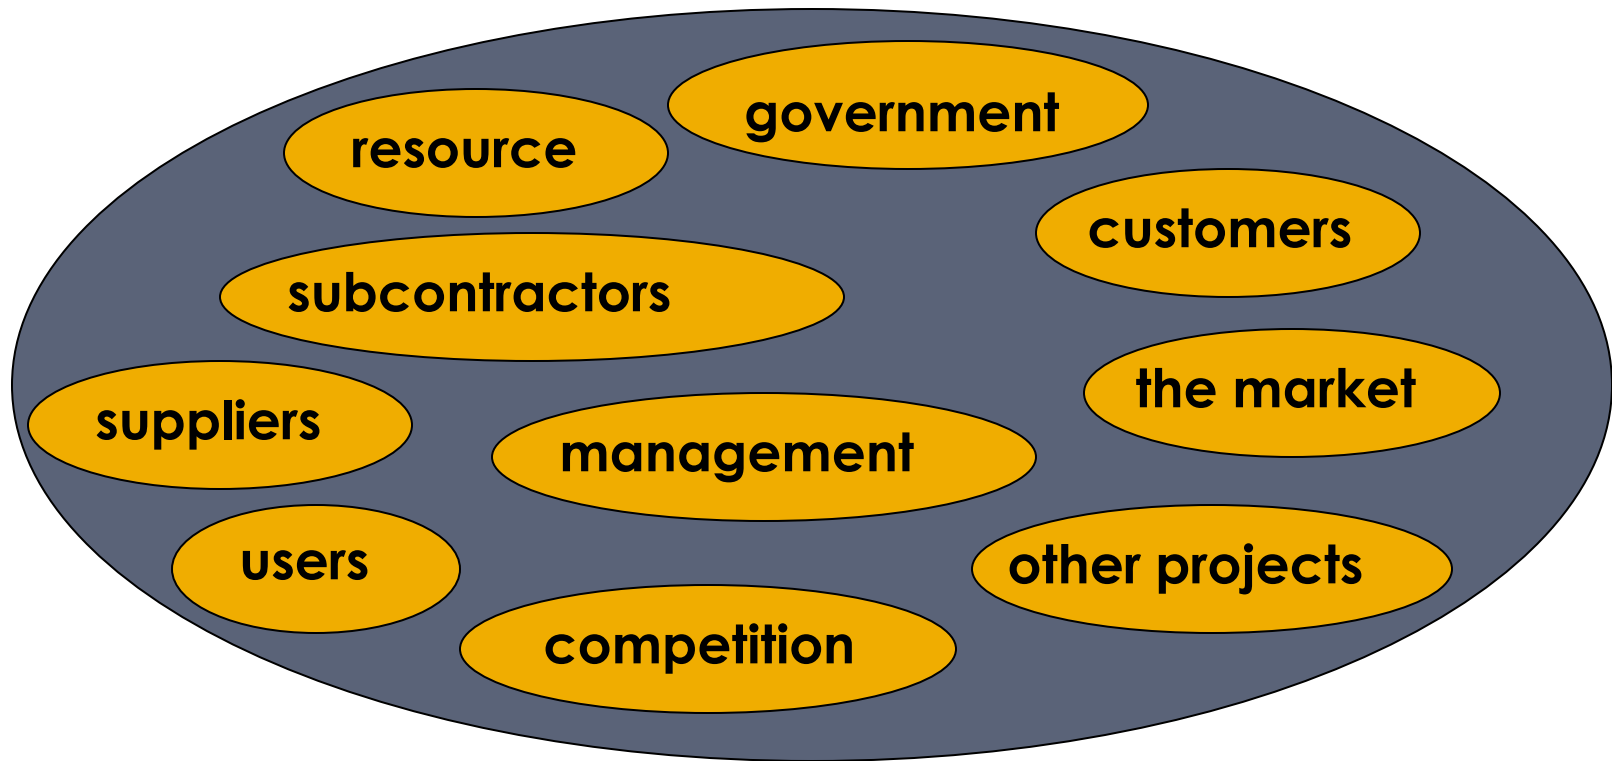 government
resource
customers
subcontractors
the market
suppliers
management
users
other projects
competition